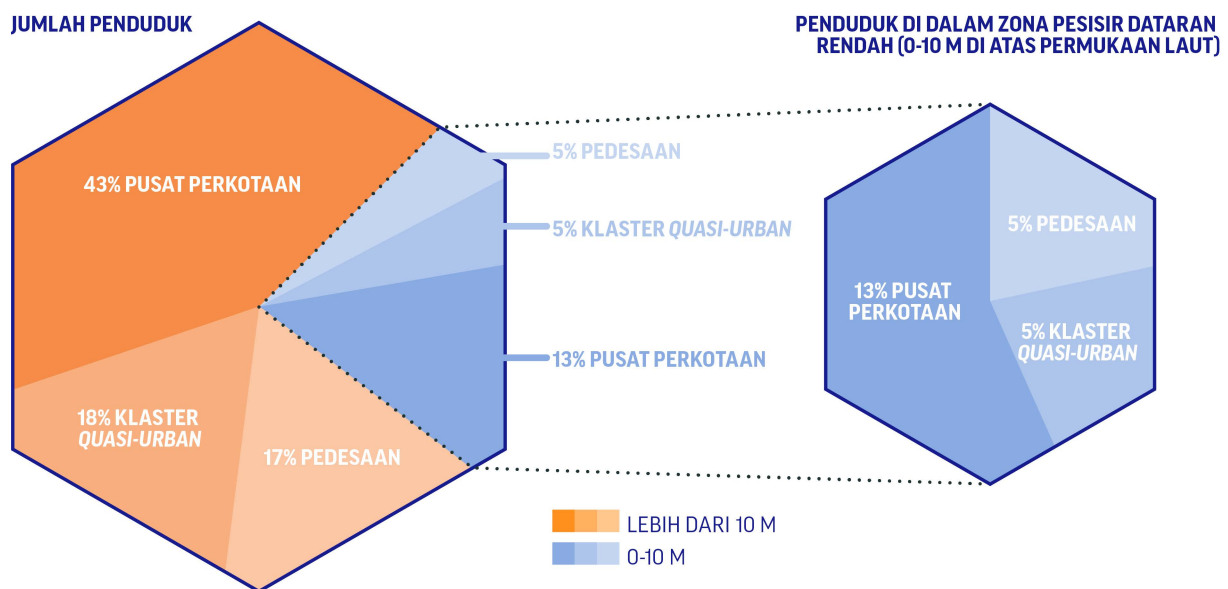 JUMLAH PENDUDUK
43% PUSAT PERKOTAAN
18% KLASTER
QUASI-URBAN
17% PEDESAAN
5% PEDESAAN
5% KLASTER QUASI-URBAN
13% PUSAT PERKOTAAN
PENDUDUK DI DALAM ZONA PESISIR DATARAN
RENDAH (0-10 M DI ATAS PERMUKAAN LAUT)
5% PEDESAAN
13% PUSAT
PERKOTAAN
5% KLASTER
QUASI-URBAN
LEBIH DARI 10 M
0-10 M